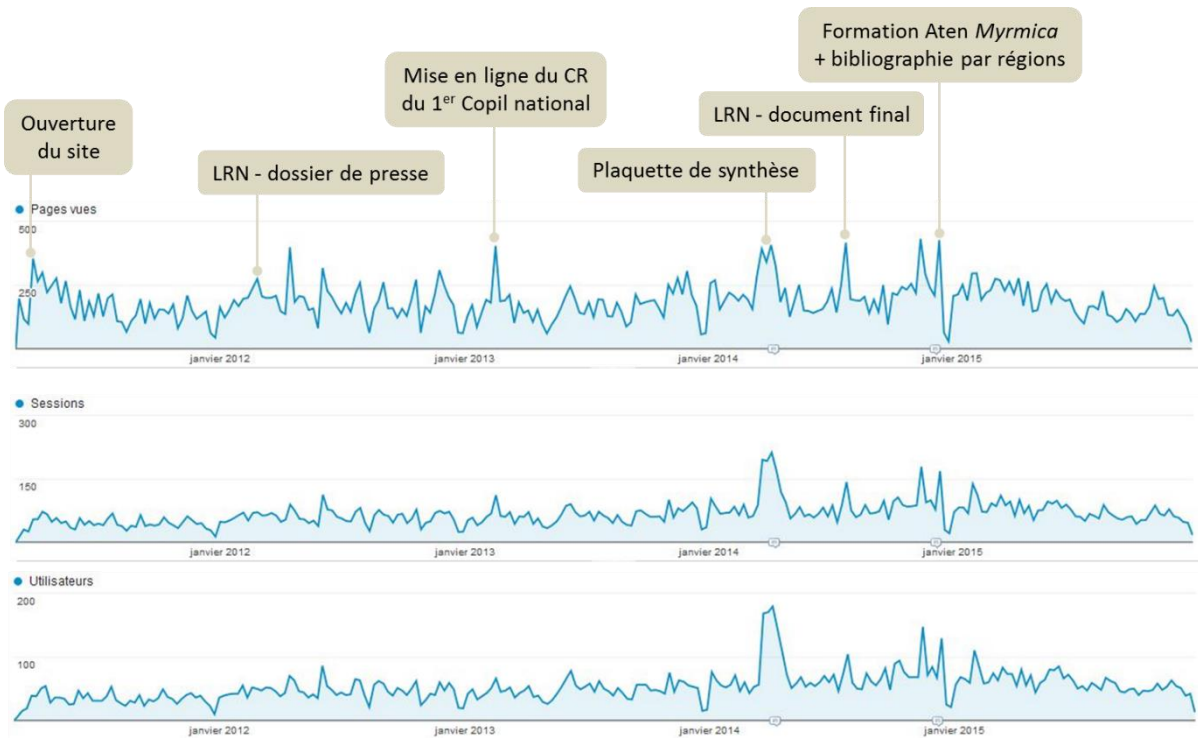 Formation Aten Myrmica
+ bibliographie par régions
Mise en ligne du CR
du 1er Copil national
LRN - document final
Ouverture
du site
LRN - dossier de presse
Plaquette de synthèse
Pages vues
500
250
janvier 2012
janvier 2013
janvier 2014
janvier 2015
Sessions
300
150
janvier 2012
janvier 2013
janvier 2014
janvier 2015
Utilisateurs
200
100
janvier 2012
janvier 2013
janvier 2014
janvier 2015